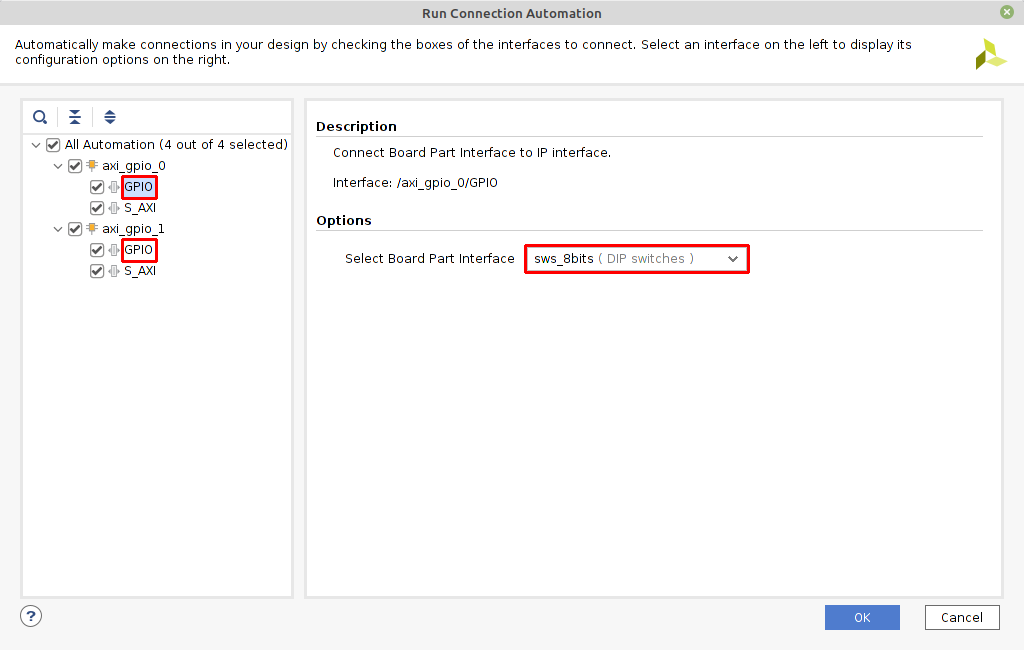 Run Connection Automation
Automatically make connections in your design by checking the boxes of the interfaces to connect. Select an interface on the left to display its
configuration options on the right.
All Automation (4 out of 4 selected)
axi_gpio_0
GPIO
S_AXI
axi_gpio_1
GPIO
S_AXI
Description
Connect Board Part Interface to IP interface.
Interface: /axi_gpio_0/GPIO
Options
Select Board Part Interface sws_8bits ( DIP switches )
?
OK Cancel